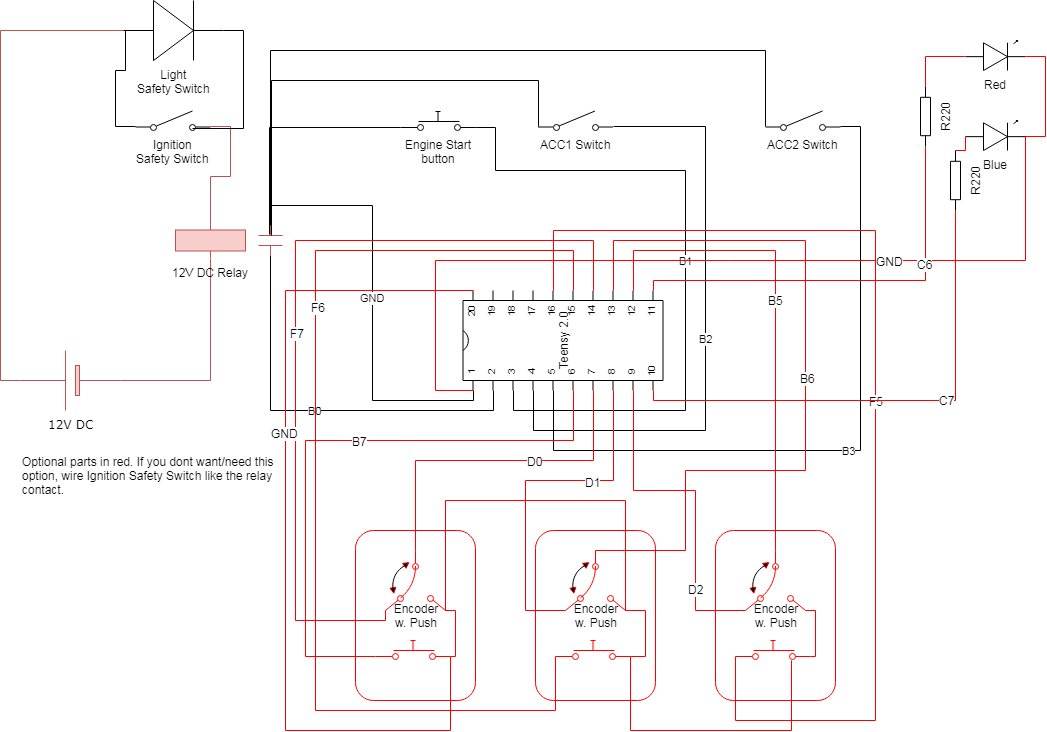 Light
Safety Switch
Ignition
Safety Switch
Engine Start
button
ACC1 Switch
ACC2 Switch
Red
R220
Blue
R220
12V DC Relay
B1
GND
C6
GND
F6
B5
F7
20
19
18
17
16
15
14
13
12
11
Teensy 2.0
B2
1
2
3
4
5
6
7
8
9
10
B6
F5
C7
B0
12V DC
GND
B7
B3
Optional parts in red. If you dont want/need this
option, wire Ignition Safety Switch like the relay
contact.
D0
D1
D2
Encoder
w. Push
Encoder
w. Push
Encoder
w. Push